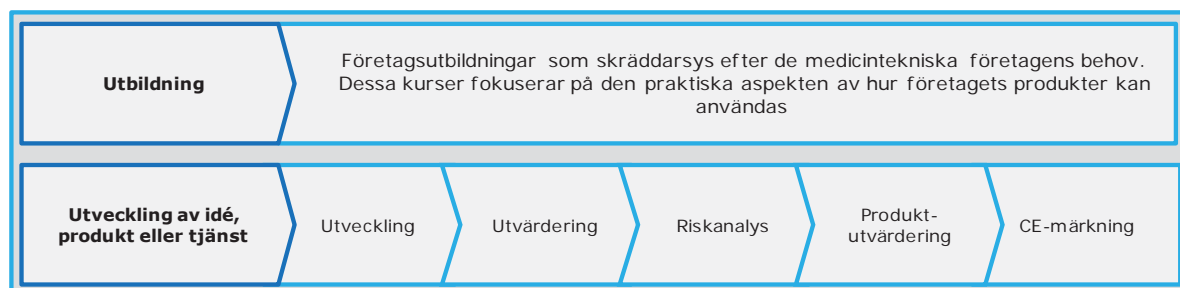 Utbildning
Företagsutbildningar som skräddarsys efter de medicintekniska företagens behov.
Dessa kurser fokuserar på den praktiska aspekten av hur företagets produkter kan
användas
Utveckling av idé,
produkt eller tjänst
Utveckling
Utvärdering
Riskanalys
Produkt-
utvärdering
CE-märkning